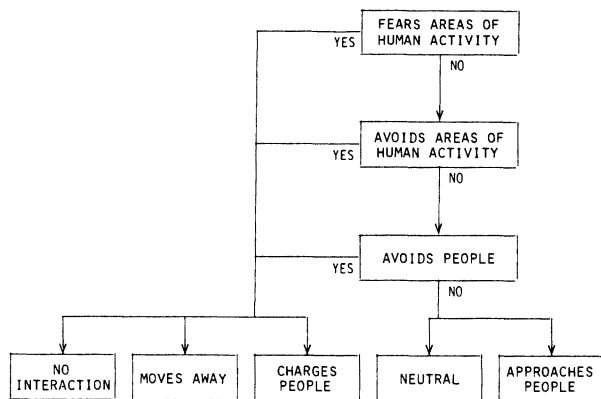 FEARS AREAS OF
HUMAN ACTIVITY
YES
NO
AVOIDS AREAS OF
HUMAN ACTIVITY
YES
NO
AVOIDS PEOPLE
YES
NO
NO
INTERACTION
MOVES AWAY
CHARGES
PEOPLE
NEUTRAL
APPROACHES
PEOPLE